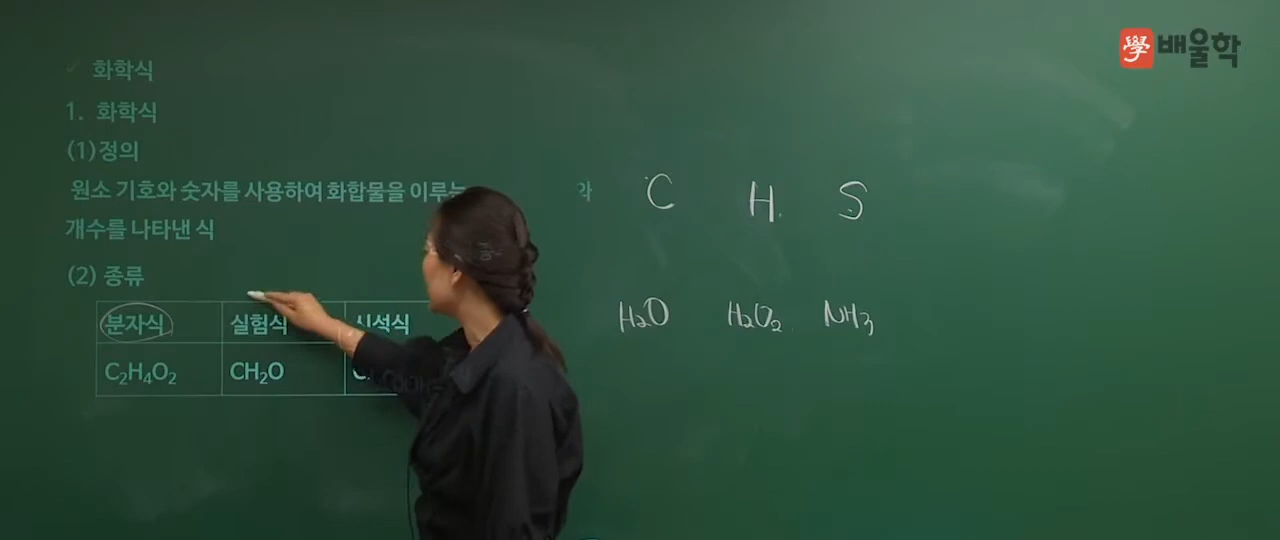 學 배울학
화학식
1. 화학식
(1)정의
원소 기호와 숫자를 사용하여 화합물을 이루는
개수를 나타낸 식
(2) 종류
분자식 실험식 시성식
C₂H₄O₂ CH₂O
C H S
H₂O H₂O₂ NH₃